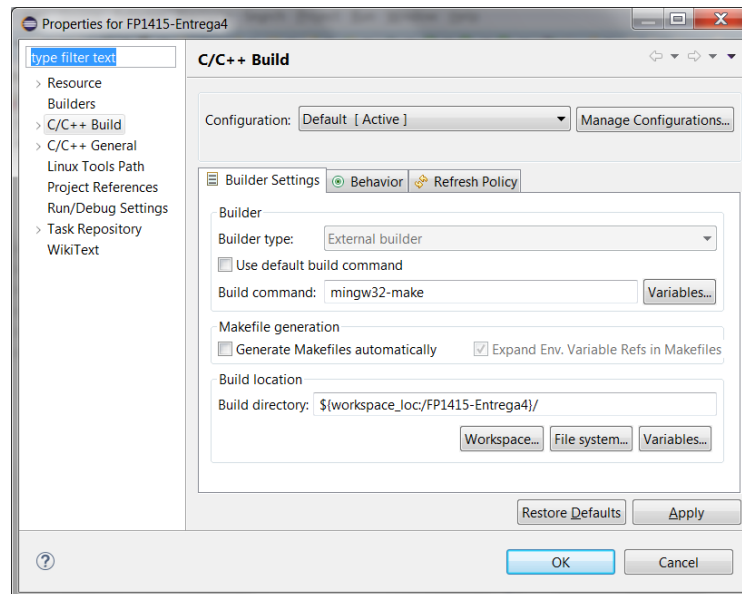 Properties for FP1415-Entrega4
type filter text
Resource
Builders
C/C++ Build
C/C++ General
Linux Tools Path
Project References
Run/Debug Settings
Task Repository
WikiText
C/C++ Build
Configuration: Default [ Active ] Manage Configurations...
Builder Settings Behavior Refresh Policy
Builder
Builder type: External builder
Use default build command
Build command: mingw32-make Variables...
Makefile generation
Generate Makefiles automatically Expand Env. Variable Refs in Makefiles
Build location
Build directory: ${workspace_loc:/FP1415-Entrega4}/
Workspace... File system... Variables...
Restore Defaults Apply
OK Cancel